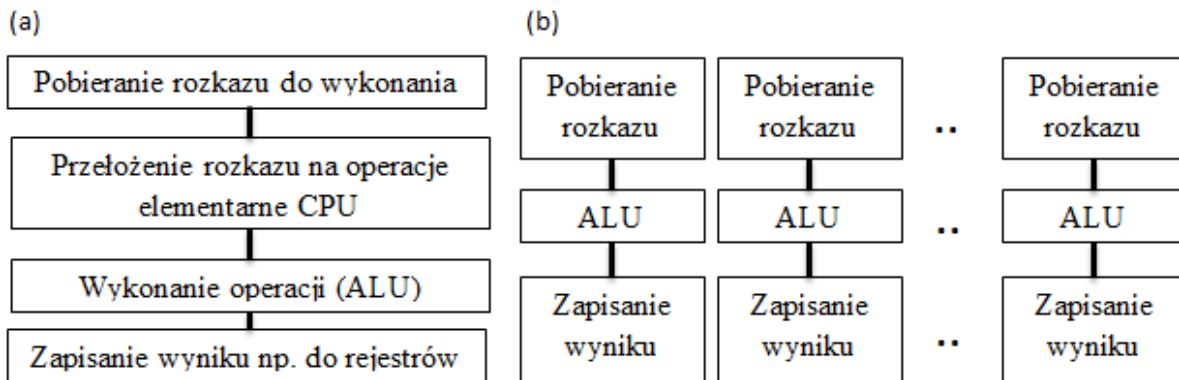 (a)
Pobieranie rozkazu do wykonania
Przełożenie rozkazu na operacje
elementarne CPU
Wykonanie operacji (ALU)
Zapisanie wyniku np. do rejestrów
(b)
Pobieranie
rozkazu
ALU
Zapisanie
wyniku
Pobieranie
rozkazu
ALU
Zapisanie
wyniku
..
..
..
Pobieranie
rozkazu
ALU
Zapisanie
wyniku